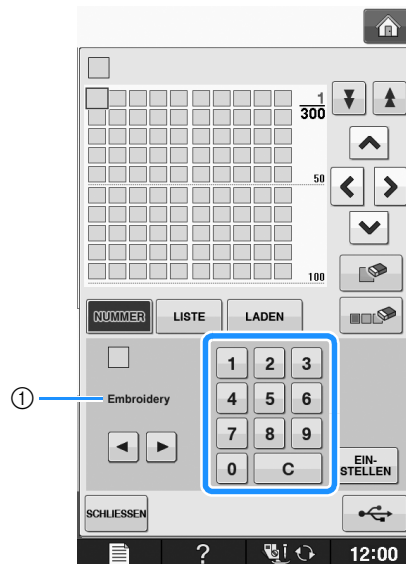 1
300
50
100
NUMMER LISTE LADEN
① Embroidery
1 2 3
4 5 6
7 8 9
0 C
EIN-
STELLEN
SCHLIESSEN
? 12:00